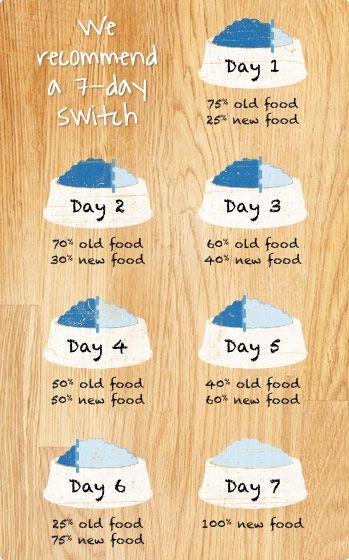 We
recommend
a 7-day
switch
Day 1
75% old food
25% new food
Day 2
70% old food
30% new food
Day 3
60% old food
40% new food
Day 4
50% old food
50% new food
Day 5
40% old food
60% new food
Day 6
25% old food
75% new food
Day 7
100% new food